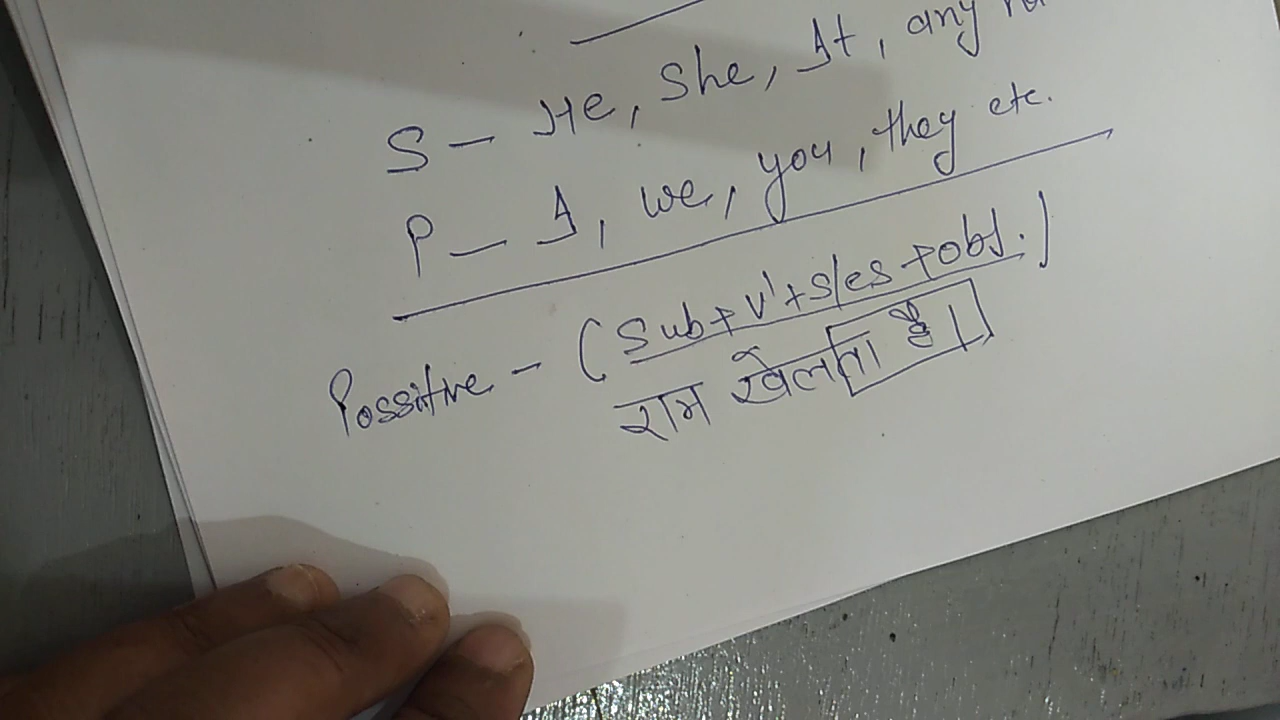 S - He, She, It, any
P - I, we, you, they etc.
Possitive - (Sub + V¹ + s/es + obj.)
राम खेलता है।